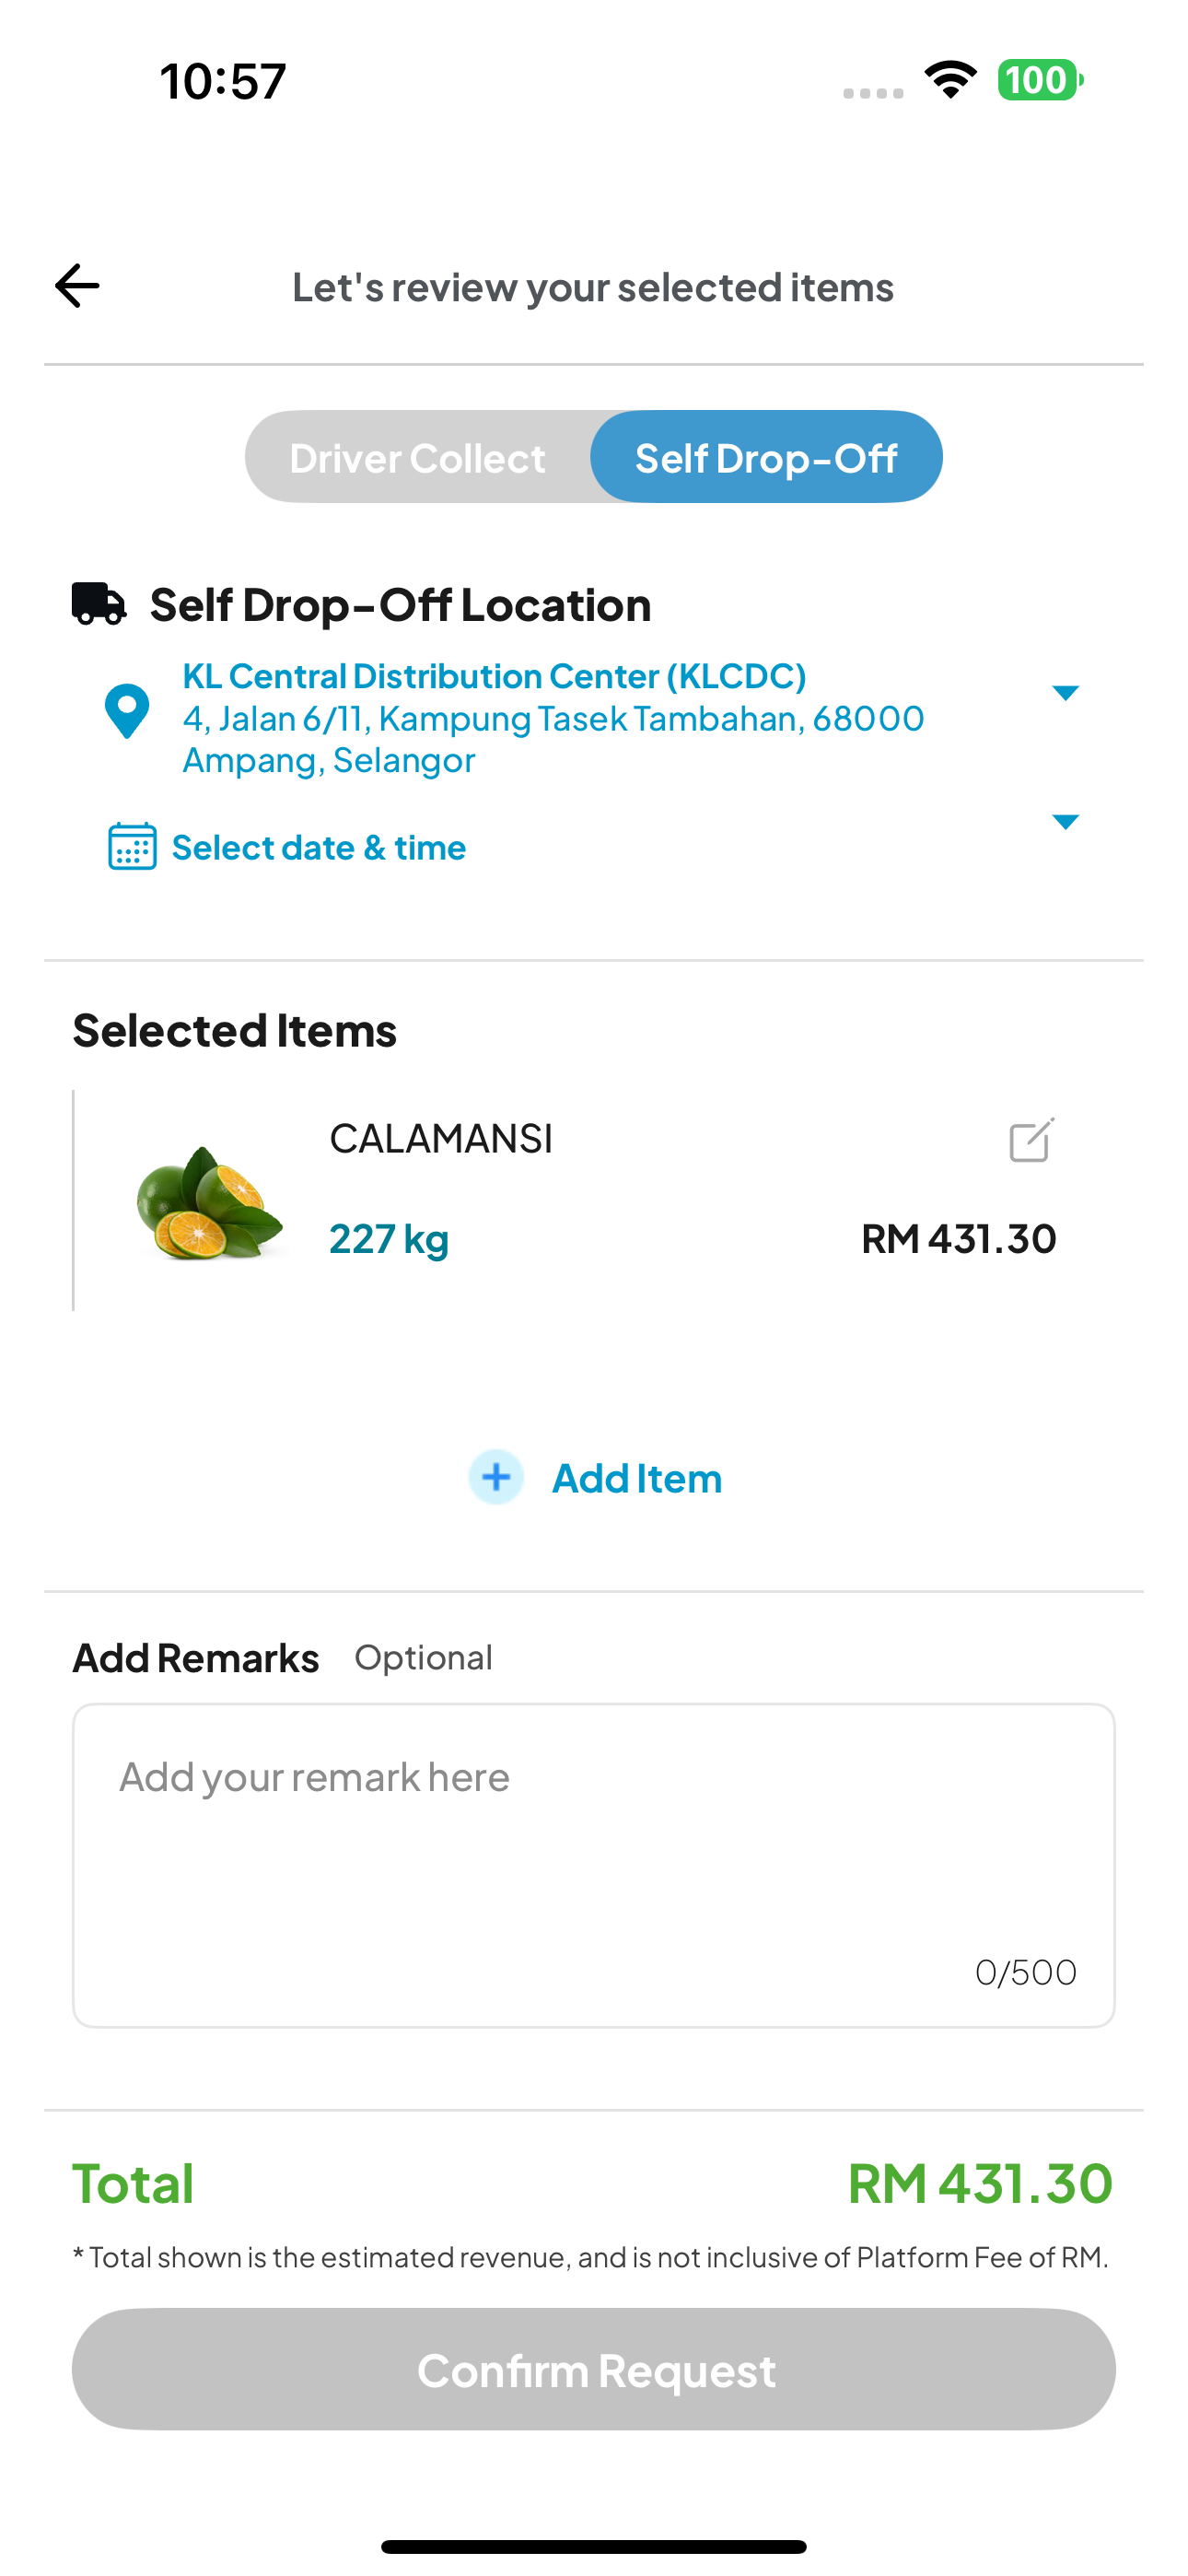 10:57
100
Let's review your selected items
Driver Collect
Self Drop-Off
Self Drop-Off Location
KL Central Distribution Center (KLCDC)
4, Jalan 6/11, Kampung Tasek Tambahan, 68000
Ampang, Selangor
Select date & time
Selected Items
CALAMANSI
227 kg
RM 431.30
+ Add Item
Add Remarks Optional
Add your remark here
0/500
Total
RM 431.30
* Total shown is the estimated revenue, and is not inclusive of Platform Fee of RM.
Confirm Request